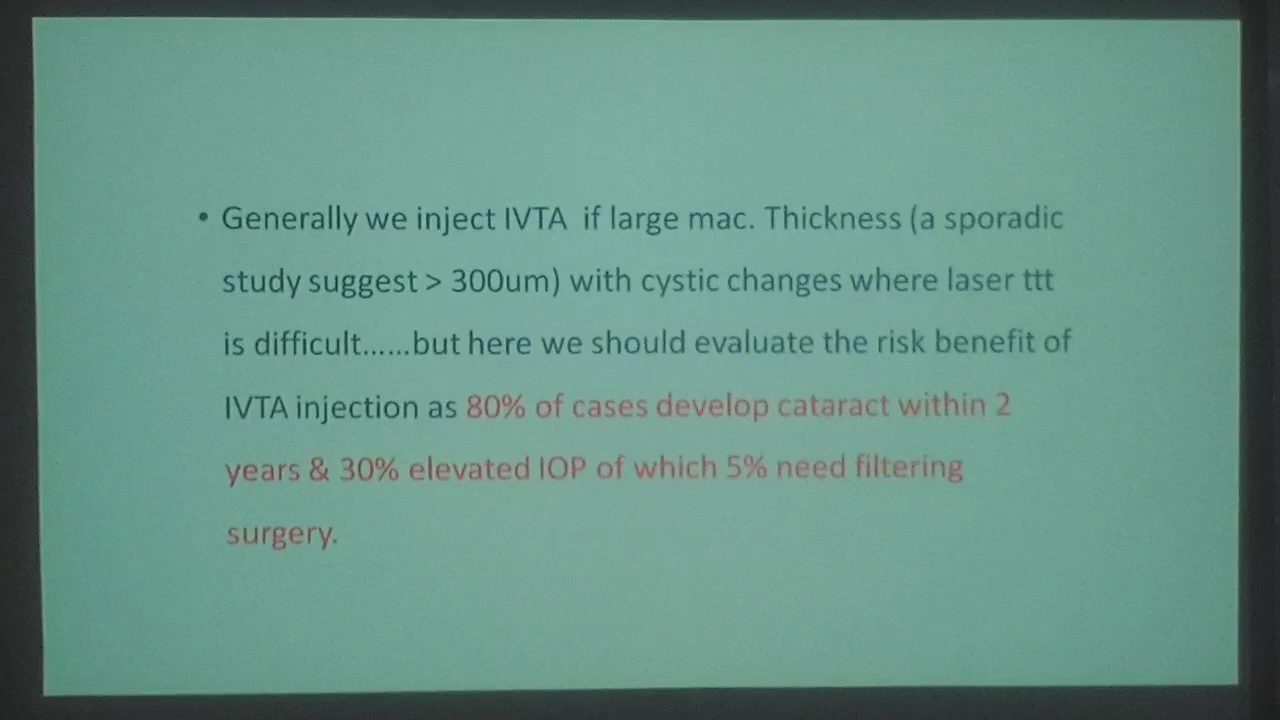 • Generally we inject IVTA if large mac. Thickness (a sporadic
study suggest > 300um) with cystic changes where laser ttt
is difficult......but here we should evaluate the risk benefit of
IVTA injection as 80% of cases develop cataract within 2
years & 30% elevated IOP of which 5% need filtering
surgery.